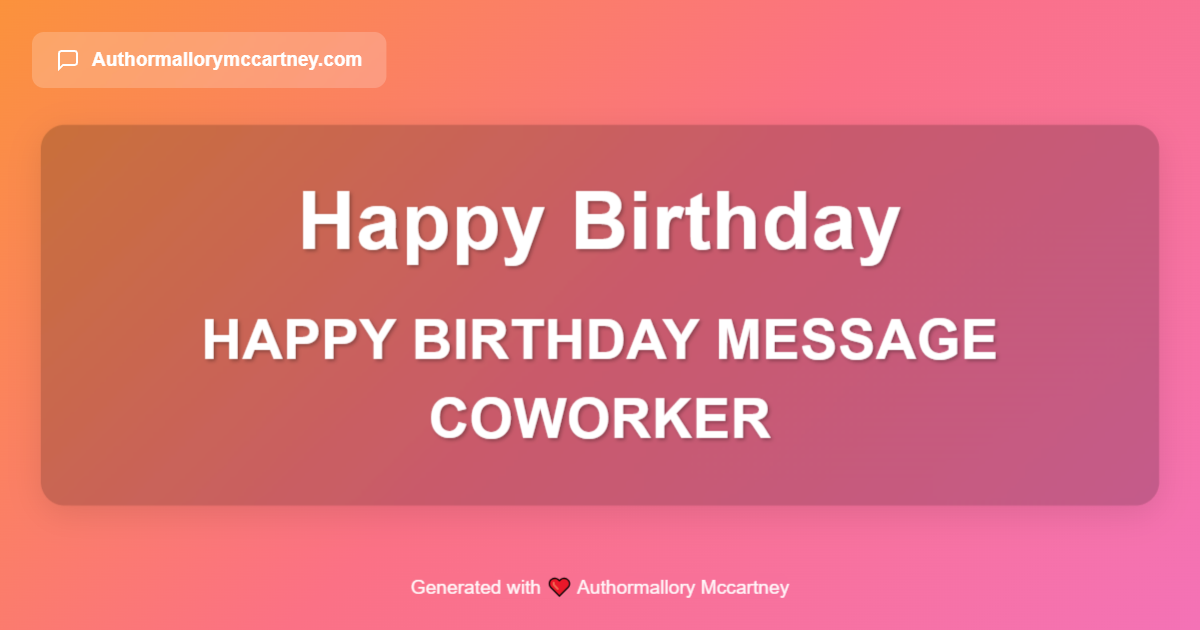 Authormallorymccartney.com
Happy Birthday
HAPPY BIRTHDAY MESSAGE
COWORKER
Generated with ❤️ Authormallory Mccartney